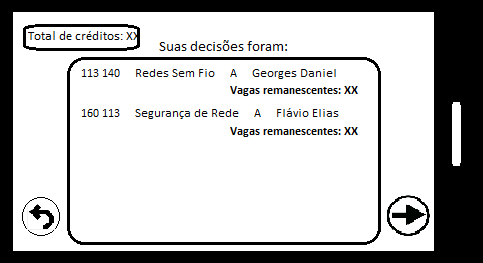 Total de créditos: XX
Suas decisões foram:
113 140 Redes Sem Fio A Georges Daniel
Vagas remanescentes: XX
160 113 Segurança de Rede A Flávio Elias
Vagas remanescentes: XX